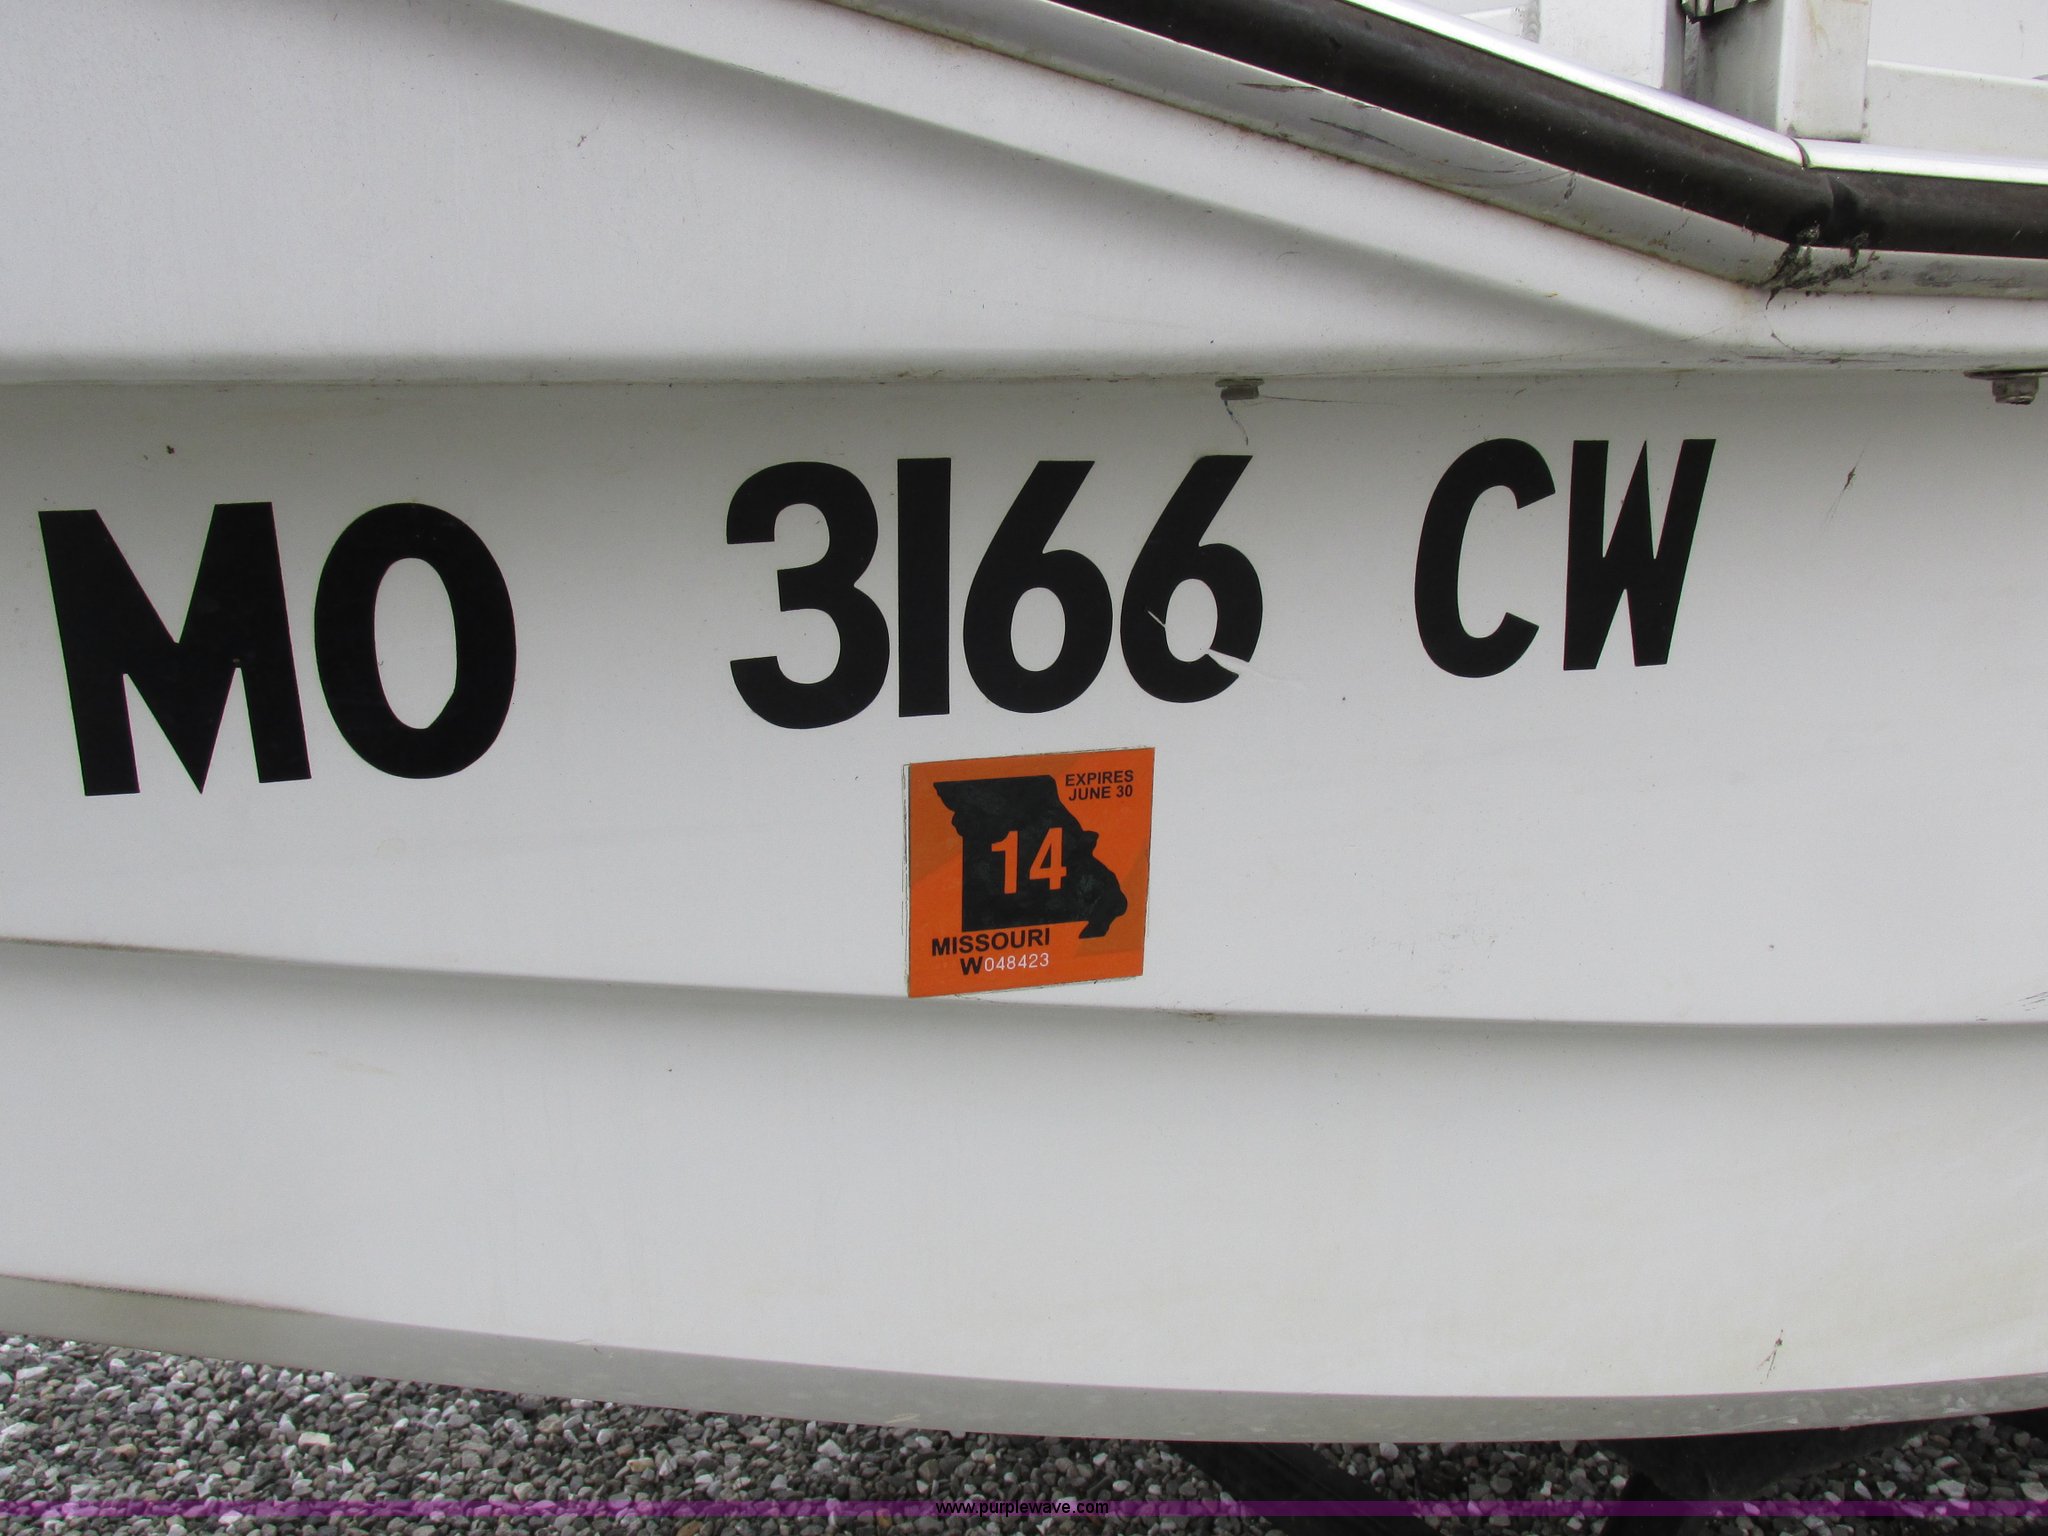 MO 3166 CW
EXPIRES
JUNE 30
14
MISSOURI
W048423
www.purplewave.com